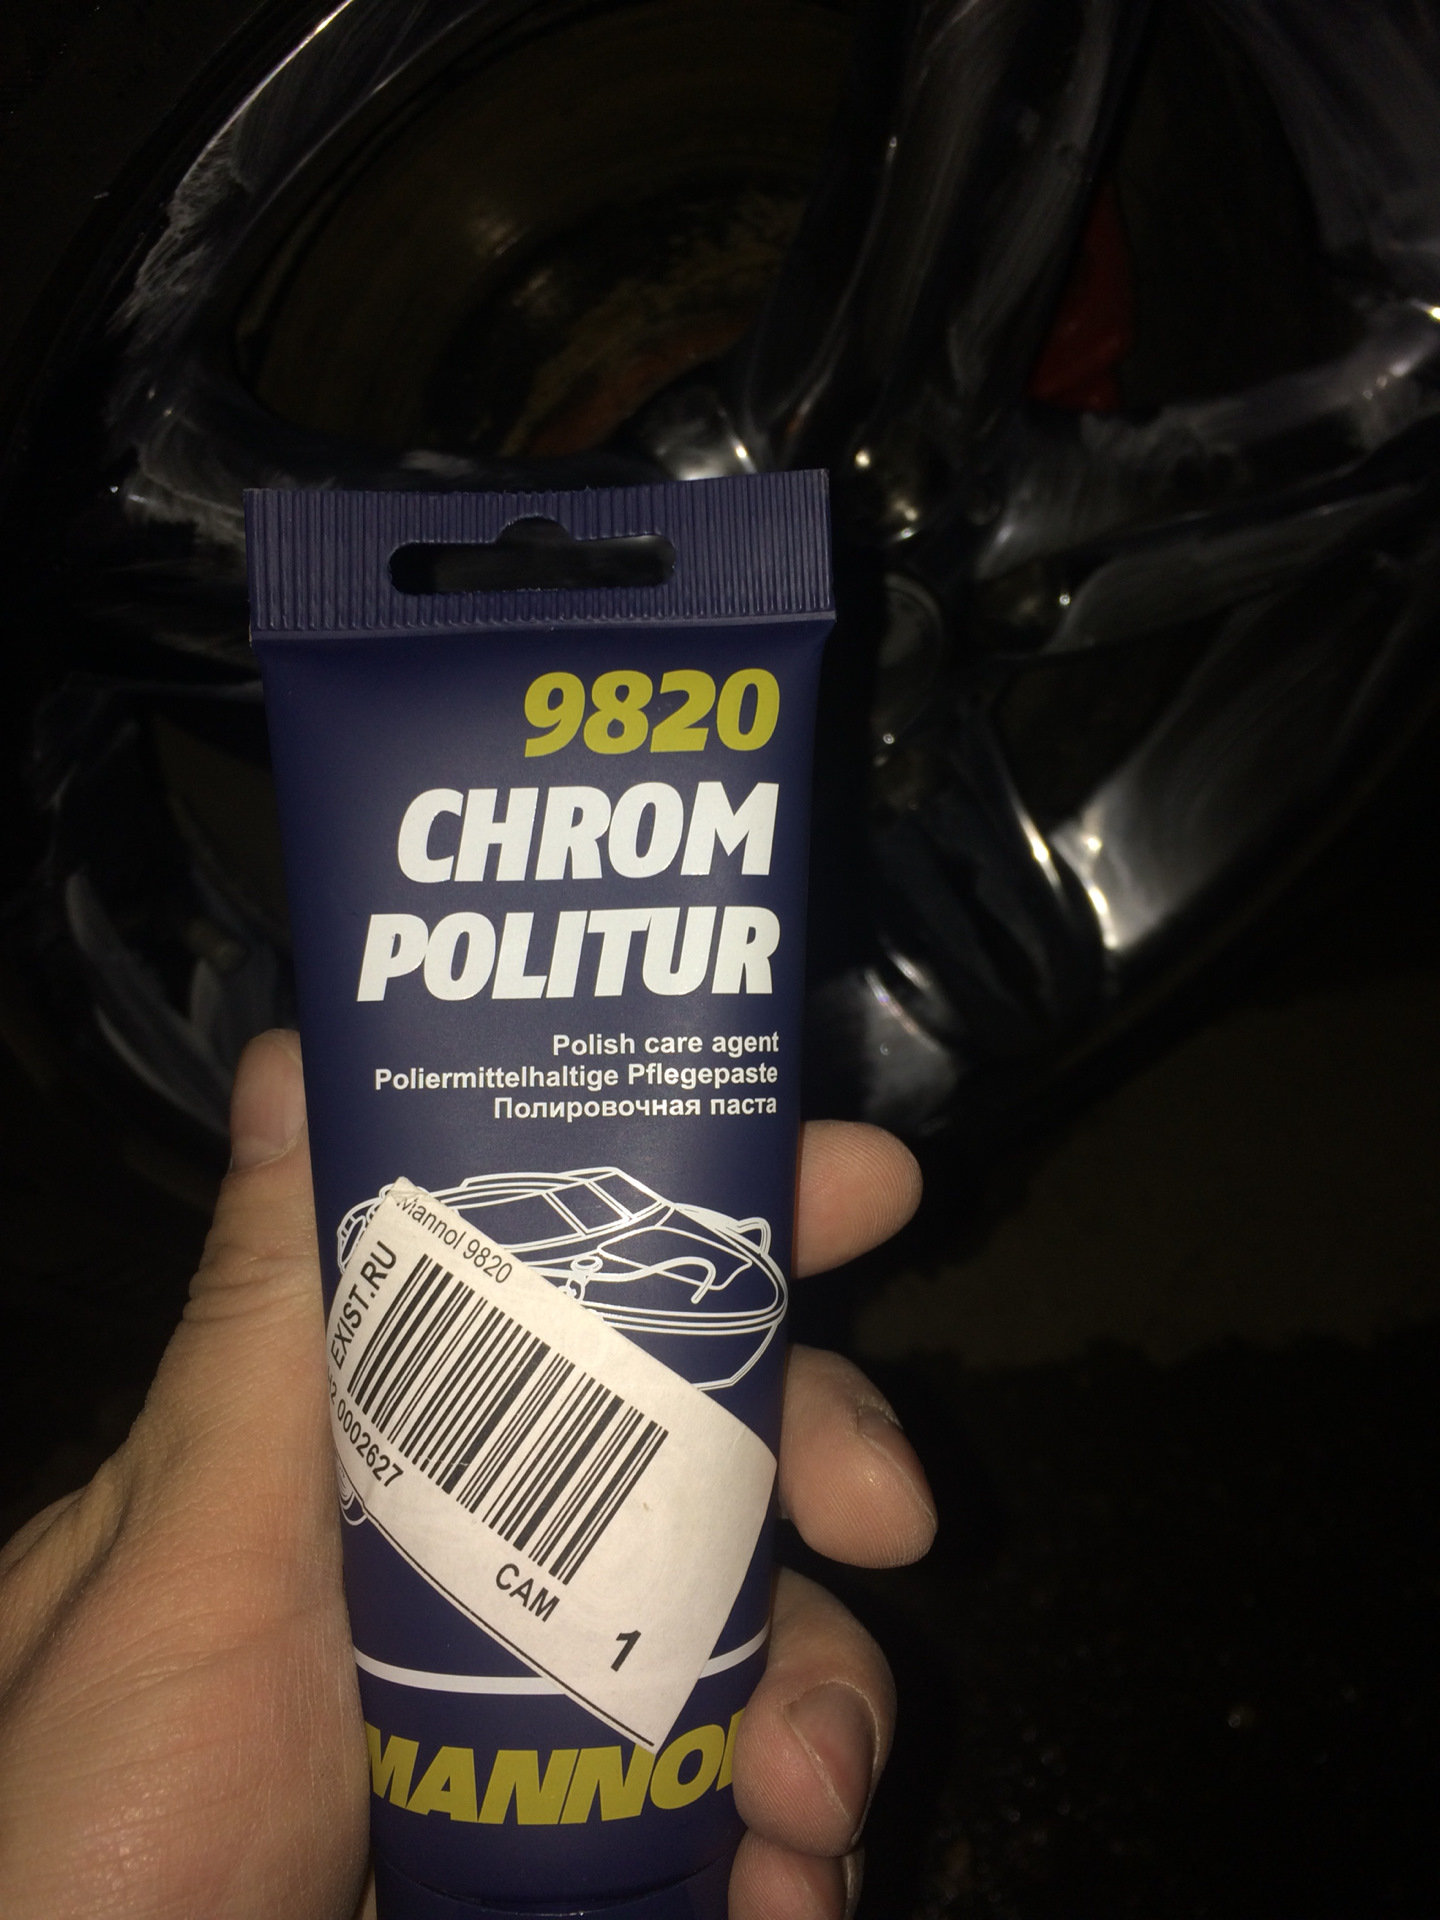 9820
CHROM
POLITUR
Polish care agent
Poliermittelhaltige Pflegepaste
Полировочная паста
Mannol 9820
EXIST.RU
0002627
CAM
1
MANNOL